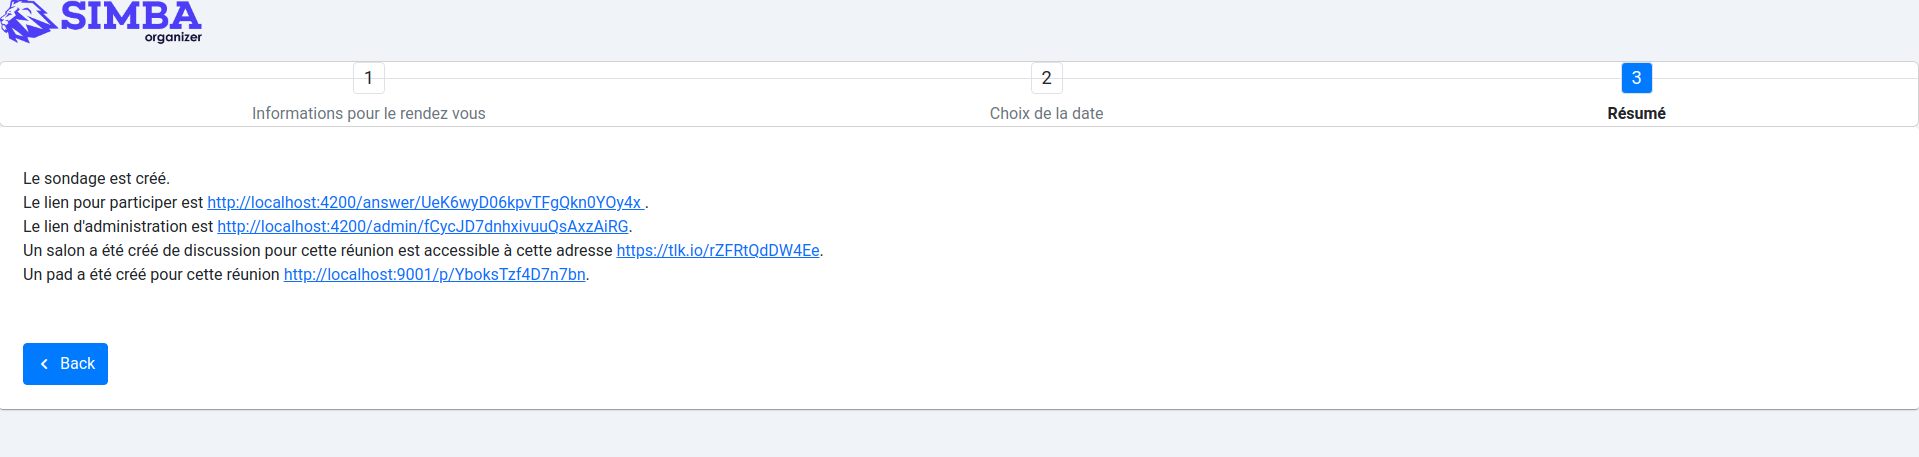 SIMBA
organizer
1
2
3
Informations pour le rendez vous
Choix de la date
Résumé
Le sondage est créé.
Le lien pour participer est http://localhost:4200/answer/UeK6wyD06kpvTFgQkn0YOy4x .
Le lien d'administration est http://localhost:4200/admin/fCycJD7dnhxivuuQsAxzAiRG.
Un salon a été créé de discussion pour cette réunion est accessible à cette adresse https://tlk.io/rZFRtQdDW4Ee.
Un pad a été créé pour cette réunion http://localhost:9001/p/YboksTzf4D7n7bn.
Back